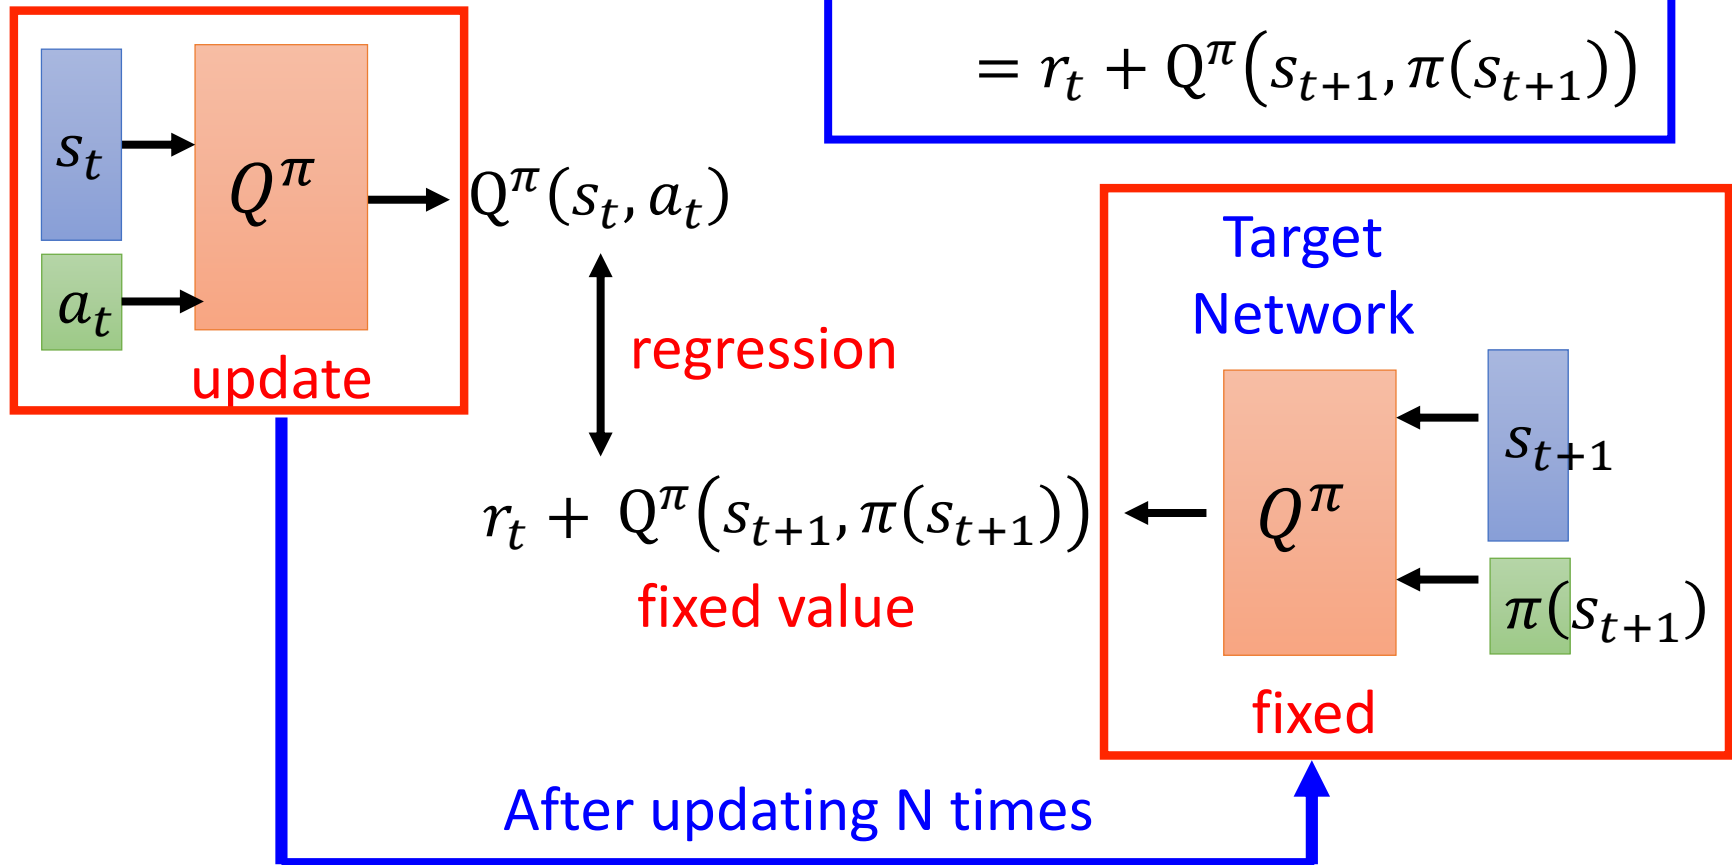 = r_t + Q^π(s_{t+1}, π(s_{t+1}))
s_t
Q^π
Q^π(s_t, a_t)
a_t
update
regression
Target
Network
s_{t+1}
Q^π
r_t + Q^π(s_{t+1}, π(s_{t+1}))
π(s_{t+1})
fixed value
fixed
After updating N times